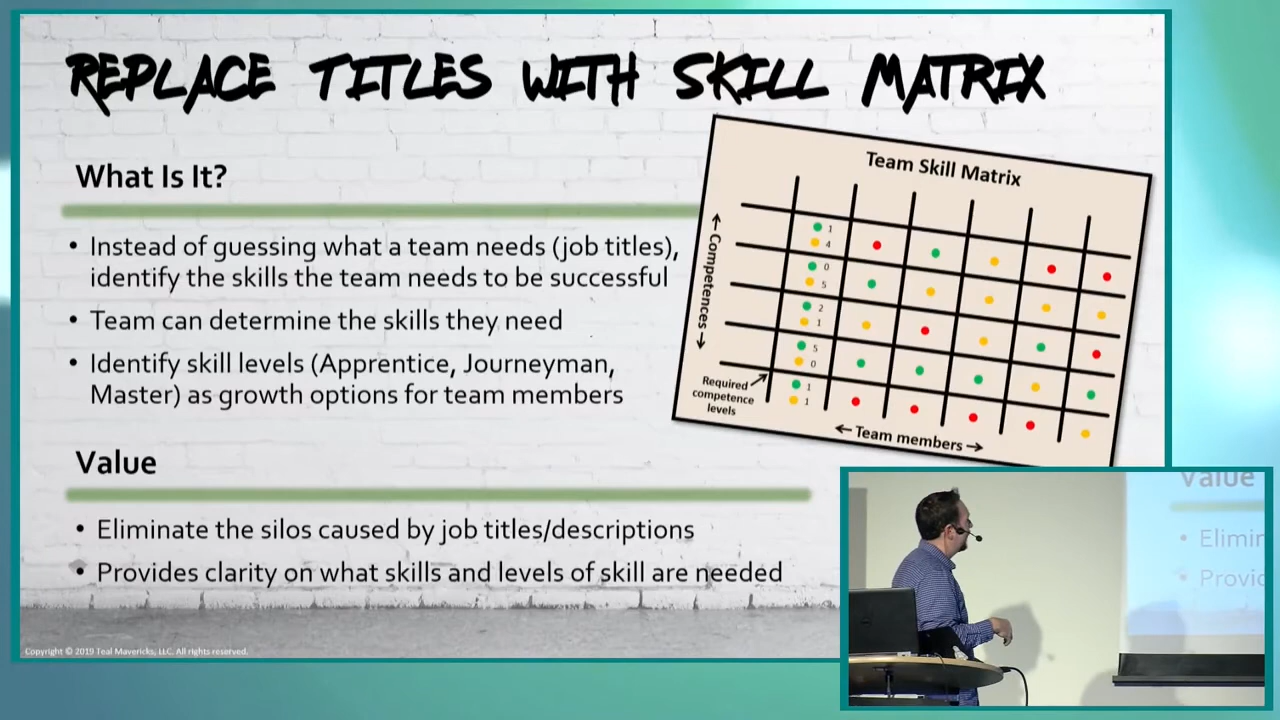 REPLACE TITLES WITH SKILL MATRIX
What Is It?
• Instead of guessing what a team needs (job titles),
identify the skills the team needs to be successful
• Team can determine the skills they need
• Identify skill levels (Apprentice, Journeyman,
Master) as growth options for team members
Value
• Eliminate the silos caused by job titles/descriptions
• Provides clarity on what skills and levels of skill are needed
Team Skill Matrix
← Competences →
1
4
0
5
2
1
5
0
1
1
Required
competence
levels
← Team members →
Copyright © 2019 Teal Mavericks, LLC. All rights reserved.
Value
• Elimin
• Provid